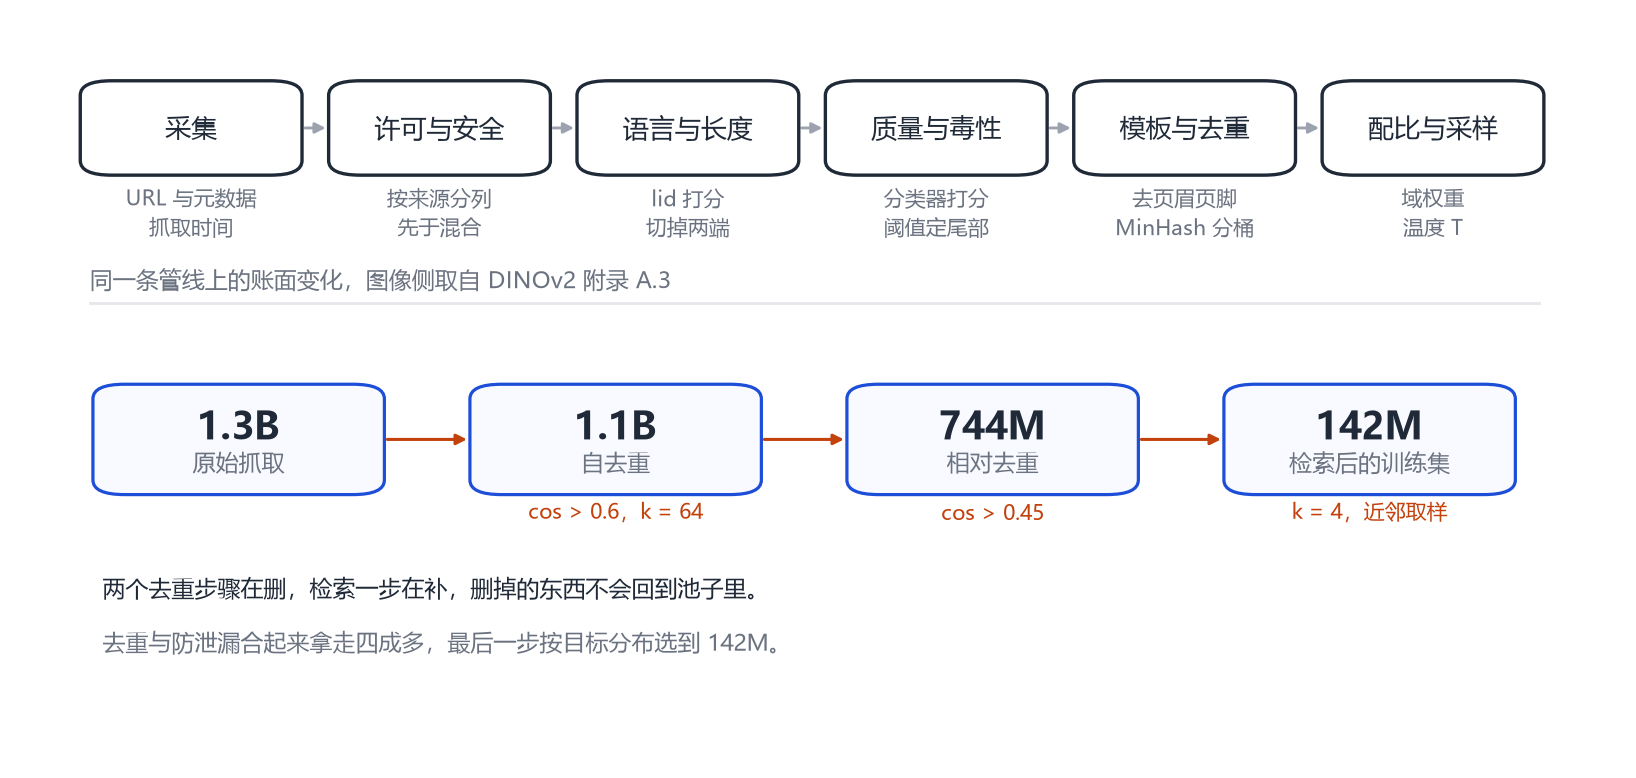 采集
许可与安全
语言与长度
质量与毒性
模板与去重
配比与采样
URL 与元数据
抓取时间
按来源分列
先于混合
lid 打分
切掉两端
分类器打分
阈值定尾部
去页眉页脚
MinHash 分桶
域权重
温度 T
同一条管线上的账面变化，图像侧取自 DINOv2 附录 A.3
1.3B
原始抓取
1.1B
自去重
cos > 0.6，k = 64
744M
相对去重
cos > 0.45
142M
检索后的训练集
k = 4，近邻取样
两个去重步骤在删，检索一步在补，删掉的东西不会回到池子里。
去重与防泄漏合起来拿走四成多，最后一步按目标分布选到 142M。